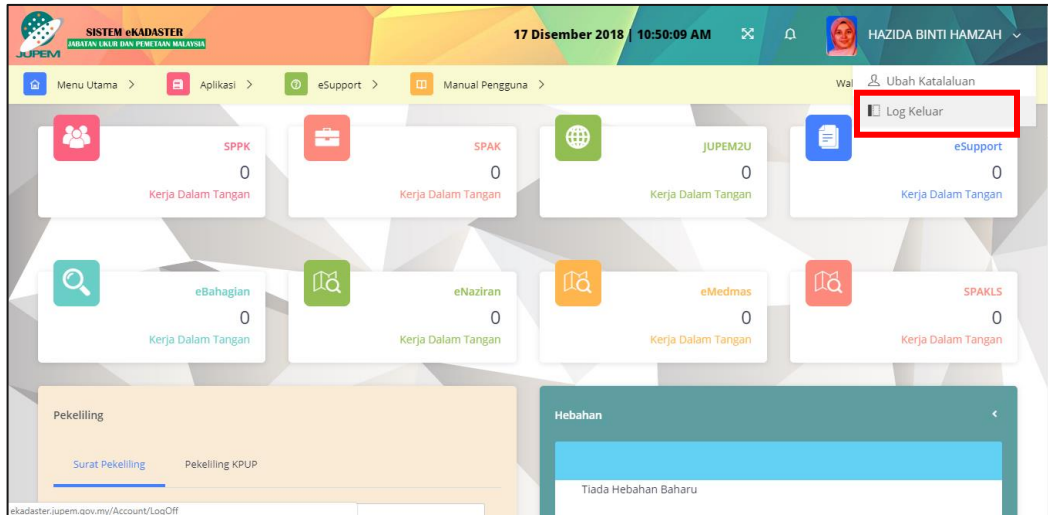 SISTEM eKADASTER
JABATAN UKUR DAN PEMETAAN MALAYSIA
JUPEM
17 Disember 2018 | 10:50:09 AM
HAZIDA BINTI HAMZAH
Menu Utama >
Aplikasi >
eSupport >
Manual Pengguna >
Ubah Katalaluan
Log Keluar
SPPK
0
Kerja Dalam Tangan
SPAK
0
Kerja Dalam Tangan
JUPEM2U
0
Kerja Dalam Tangan
eSupport
0
Kerja Dalam Tangan
eBahagian
0
Kerja Dalam Tangan
eNaziran
0
Kerja Dalam Tangan
eMedmas
0
Kerja Dalam Tangan
SPAKLS
0
Kerja Dalam Tangan
Pekeliling
Surat Pekeliling
Pekeliling KPUP
Hebahan
Tiada Hebahan Baharu
ekadaster.jupem.gov.my/Account/LogOff